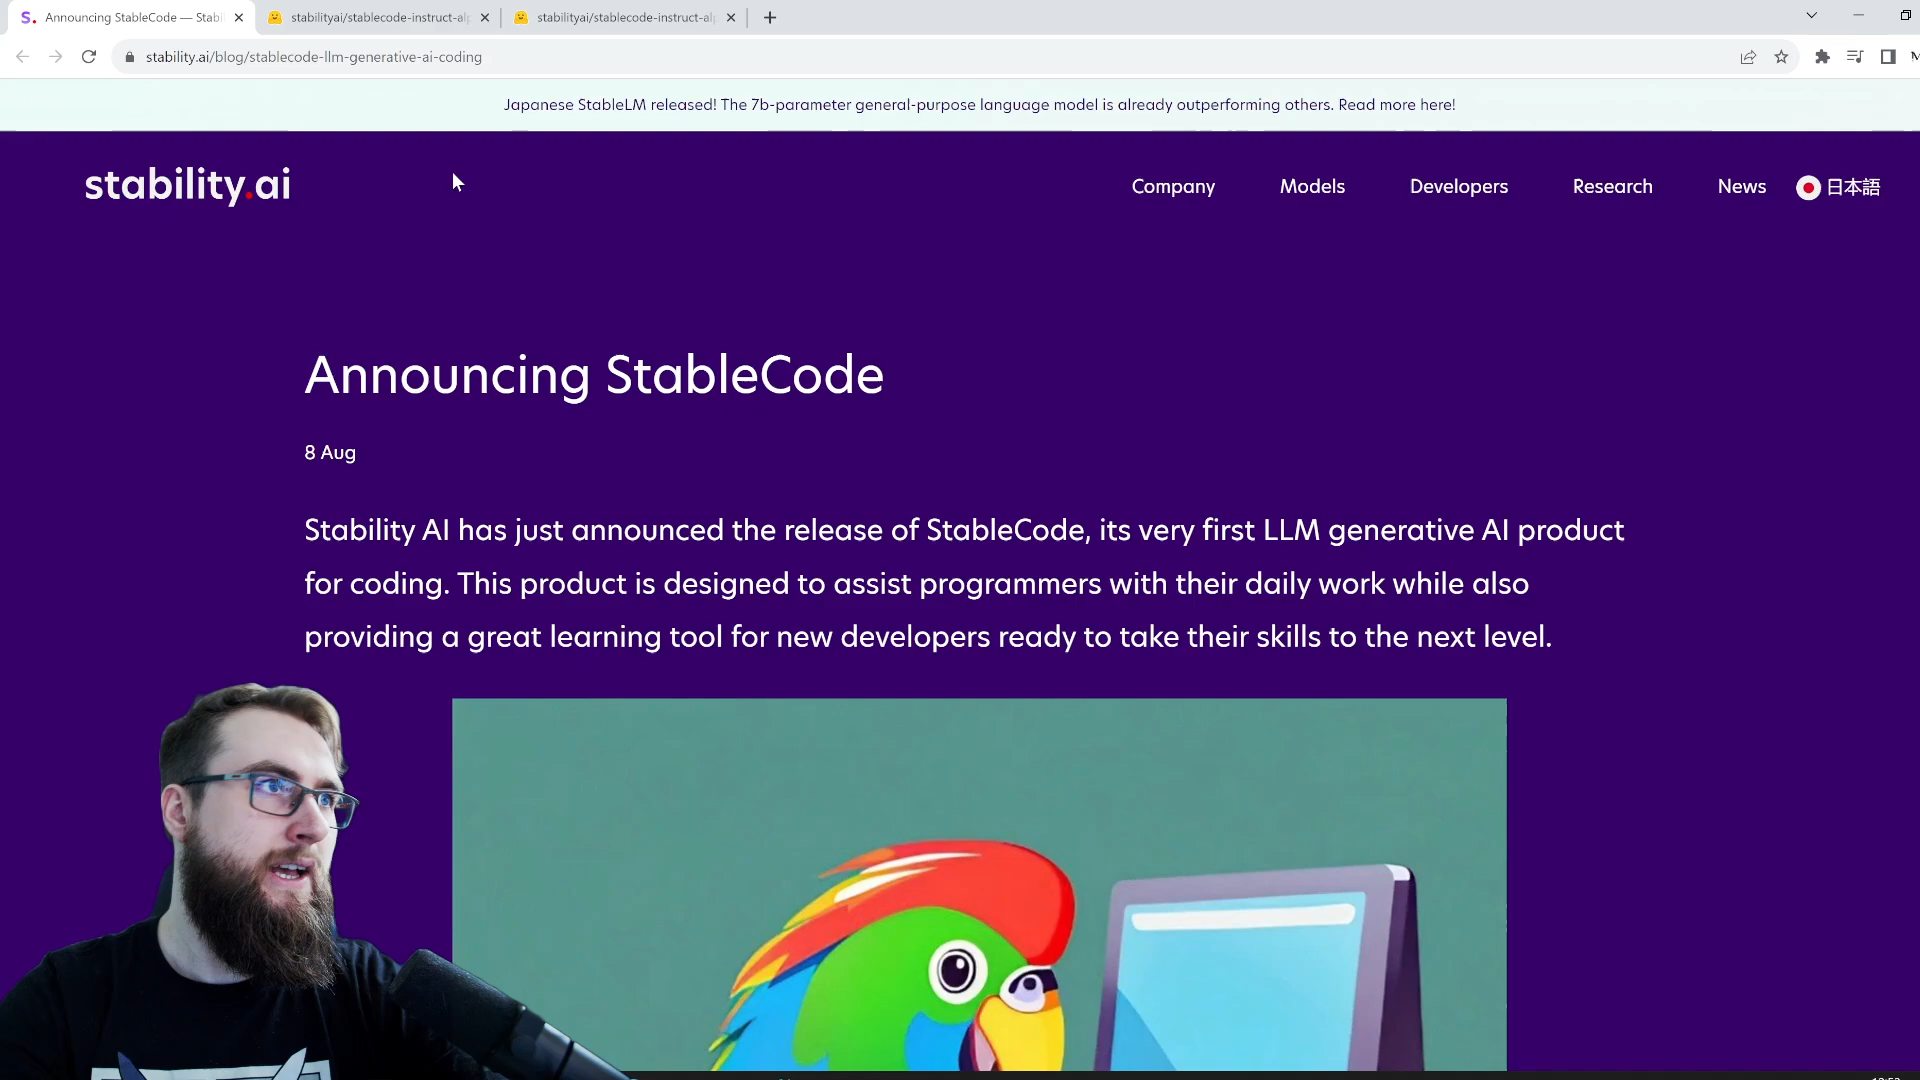 Announcing StableCode — Stabi
stabilityai/stablecode-instruct-alp
stabilityai/stablecode-instruct-alp
stability.ai/blog/stablecode-llm-generative-ai-coding
Japanese StableLM released! The 7b-parameter general-purpose language model is already outperforming others. Read more here!
stability.ai
Company
Models
Developers
Research
News
日本語
Announcing StableCode
8 Aug
Stability AI has just announced the release of StableCode, its very first LLM generative AI product
for coding. This product is designed to assist programmers with their daily work while also
providing a great learning tool for new developers ready to take their skills to the next level.